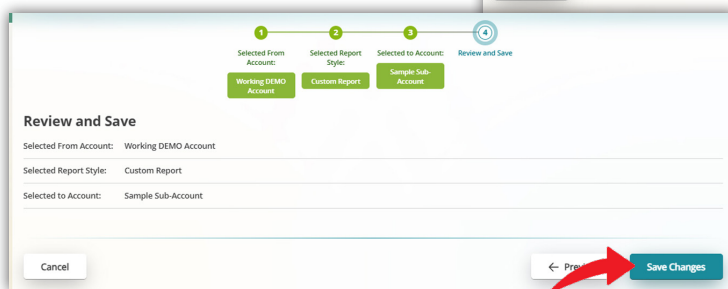 1 2 3 4
Selected From Account: Selected Report Style: Selected to Account: Review and Save
Working DEMO Account Custom Report Sample Sub-Account
Review and Save
Selected From Account: Working DEMO Account
Selected Report Style: Custom Report
Selected to Account: Sample Sub-Account
Cancel ← Save Changes